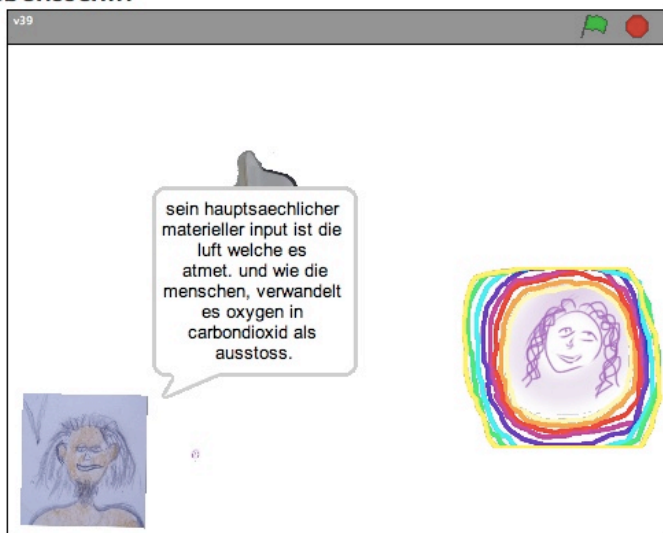 v39
sein hauptsaechlicher
materieller input ist die
luft welche es
atmet. und wie die
menschen, verwandelt
es oxygen in
carbondioxid als
ausstoss.